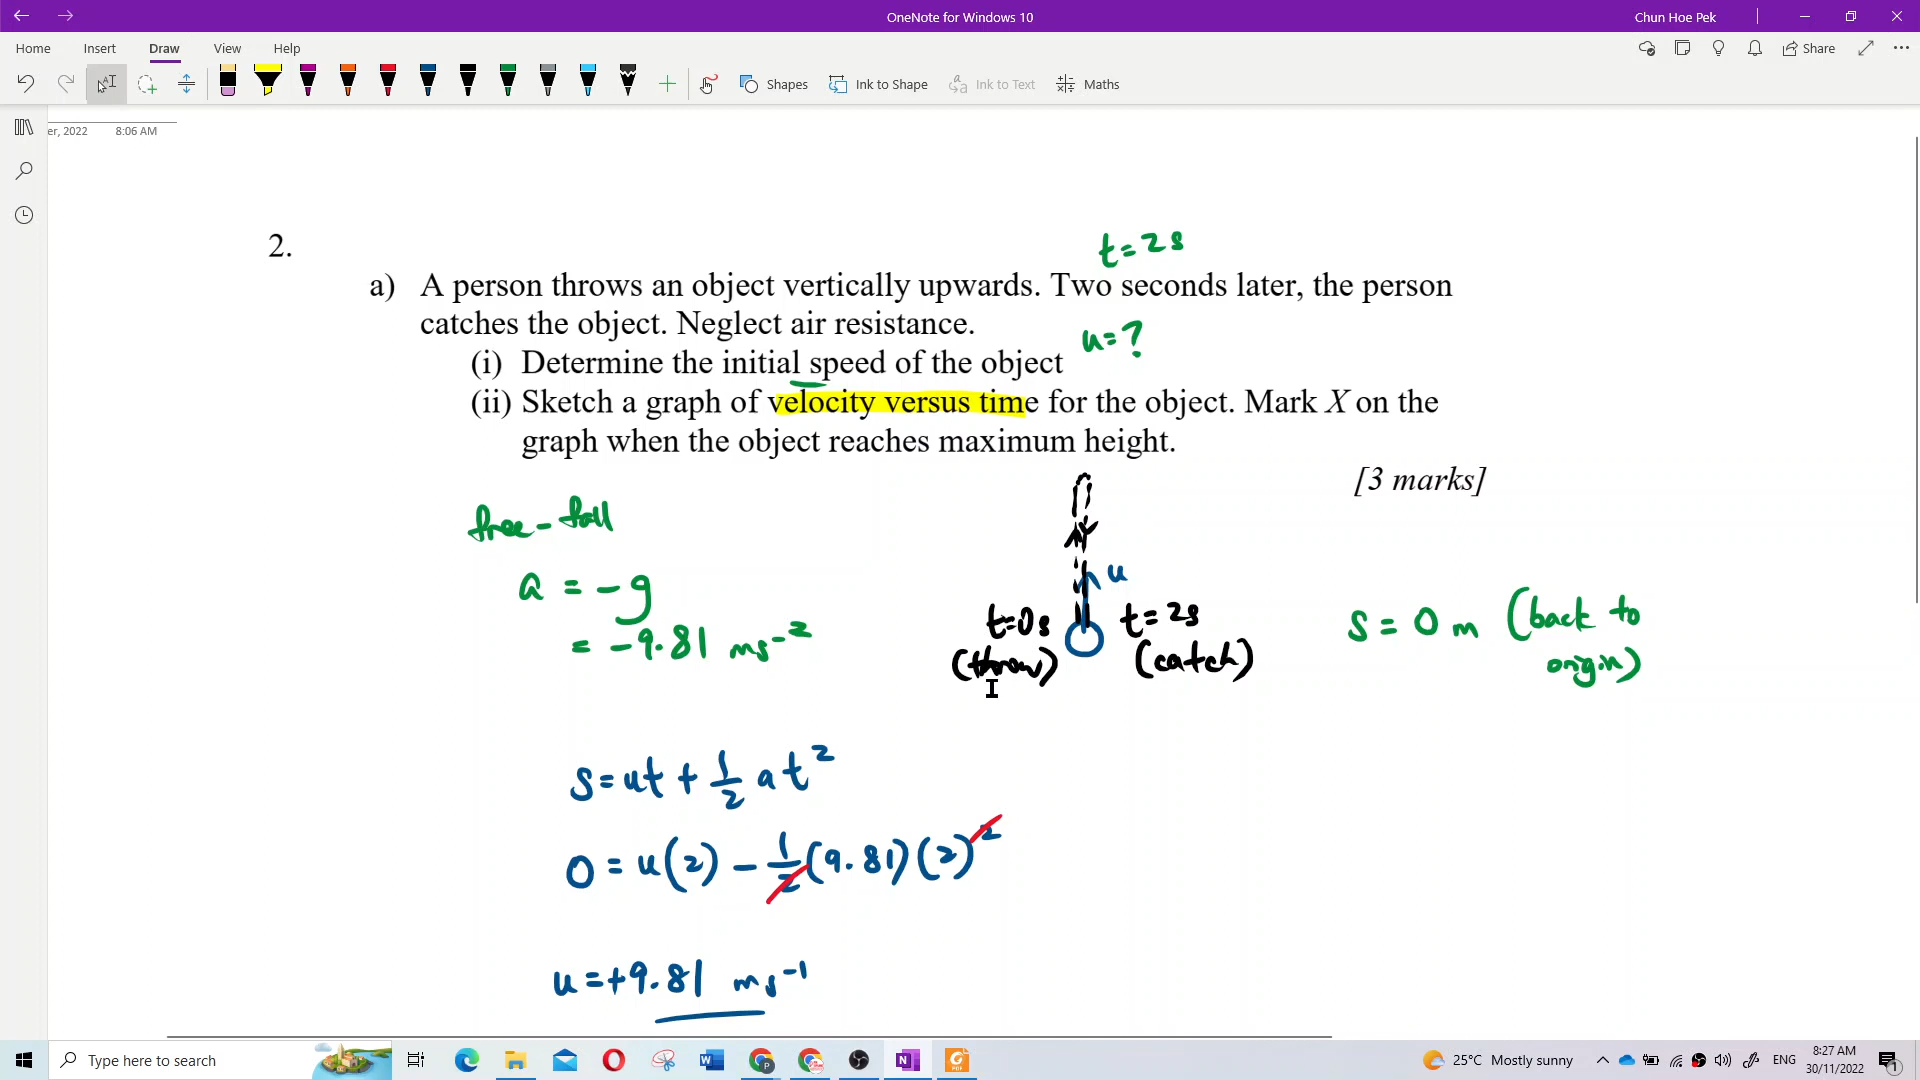 OneNote for Windows 10
Chun Hoe Pek
Home Insert Draw View Help
Share
Shapes
Ink to Shape
Ink to Text
Maths
er, 2022 8:06 AM
2.
t=2s
a) A person throws an object vertically upwards. Two seconds later, the person
catches the object. Neglect air resistance.
u=?
(i) Determine the initial speed of the object
(ii) Sketch a graph of velocity versus time for the object. Mark X on the
graph when the object reaches maximum height.
[3 marks]
free-fall
a = -g
= -9.81 ms⁻²
u
t=0s
(throw)
t=2s
(catch)
s = 0 m (back to
origin)
s=ut+½at²
0 = u(2) - ½(9.81)(2)²
u=+9.81 ms⁻¹
Type here to search
25°C Mostly sunny
ENG
8:27 AM
30/11/2022
1